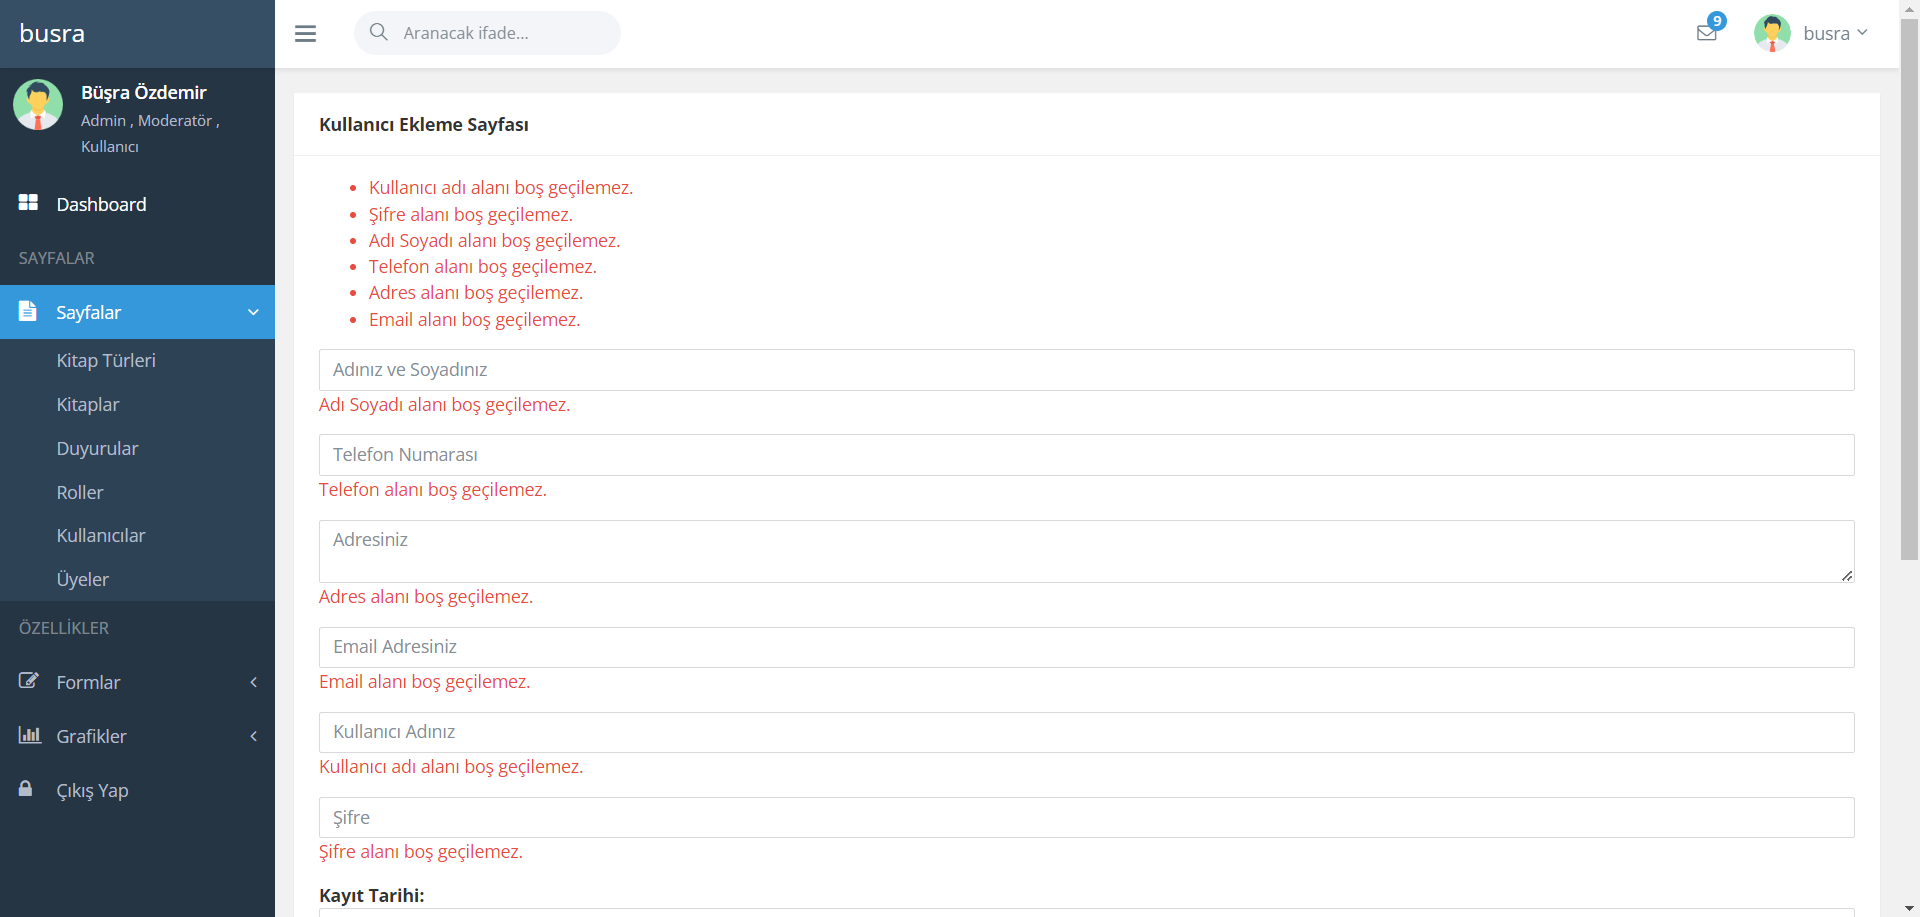 busra
Büşra Özdemir
Admin , Moderatör ,
Kullanıcı
Dashboard
SAYFALAR
Sayfalar
Kitap Türleri
Kitaplar
Duyurular
Roller
Kullanıcılar
Üyeler
ÖZELLİKLER
Formlar
Grafikler
Çıkış Yap
Aranacak ifade...
9
busra
Kullanıcı Ekleme Sayfası
Kullanıcı adı alanı boş geçilemez.
Şifre alanı boş geçilemez.
Adı Soyadı alanı boş geçilemez.
Telefon alanı boş geçilemez.
Adres alanı boş geçilemez.
Email alanı boş geçilemez.
Adınız ve Soyadınız
Adı Soyadı alanı boş geçilemez.
Telefon Numarası
Telefon alanı boş geçilemez.
Adresiniz
Adres alanı boş geçilemez.
Email Adresiniz
Email alanı boş geçilemez.
Kullanıcı Adınız
Kullanıcı adı alanı boş geçilemez.
Şifre
Şifre alanı boş geçilemez.
Kayıt Tarihi: